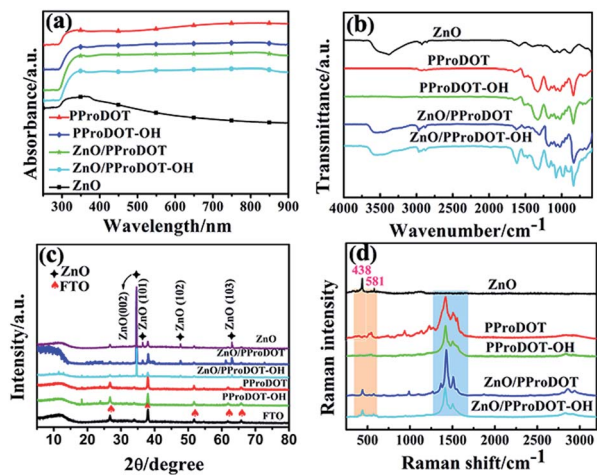 (a)
Absorbance/a.u.
PProDOT
PProDOT-OH
ZnO/PProDOT
ZnO/PProDOT-OH
ZnO
300 400 500 600 700 800 900
Wavelength/nm
(b)
Transmittance/a.u.
ZnO
PProDOT
PProDOT-OH
ZnO/PProDOT
ZnO/PProDOT-OH
4000 3500 3000 2500 2000 1500 1000
Wavenumber/cm-1
(c)
Intensity/a.u.
ZnO
FTO
ZnO(002)
ZnO (101)
ZnO (102)
ZnO (103)
ZnO
ZnO/PProDOT
ZnO/PProDOT-OH
PProDOT
PProDOT-OH
FTO
0 10 20 30 40 50 60 70 80
2θ/degree
(d)
Raman intensity
438
581
ZnO
PProDOT
PProDOT-OH
ZnO/PProDOT
ZnO/PProDOT-OH
500 1000 1500 2000 2500 3000
Raman shift/cm-1